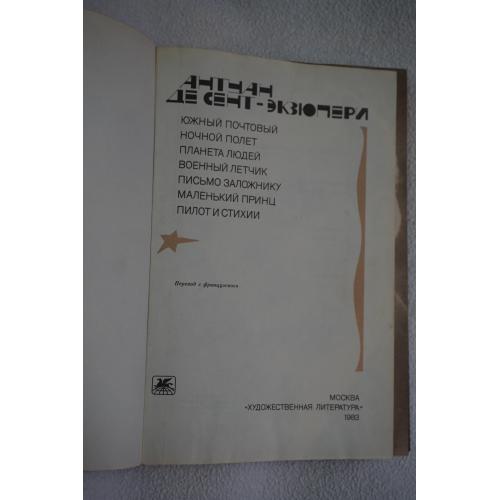 АНТУАН
ДЕ СЕНТ-ЭКЗЮПЕРИ
ЮЖНЫЙ ПОЧТОВЫЙ
НОЧНОЙ ПОЛЕТ
ПЛАНЕТА ЛЮДЕЙ
ВОЕННЫЙ ЛЕТЧИК
ПИСЬМО ЗАЛОЖНИКУ
МАЛЕНЬКИЙ ПРИНЦ
ПИЛОТ И СТИХИИ
Перевод с французского
МОСКВА
«ХУДОЖЕСТВЕННАЯ ЛИТЕРАТУРА»
1983